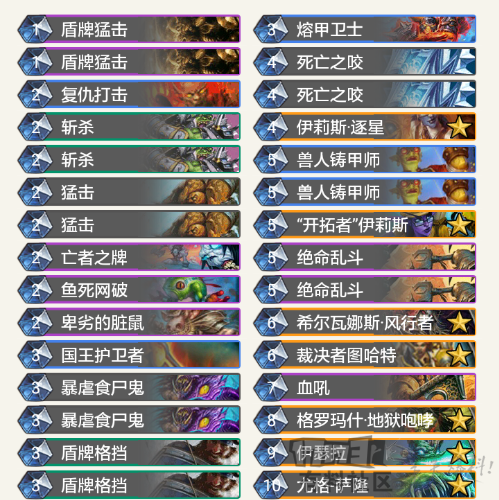 1 盾牌猛击
1 盾牌猛击
2 复仇打击
2 斩杀
2 斩杀
2 猛击
2 猛击
2 亡者之牌
2 鱼死网破
2 卑劣的脏鼠
3 国王护卫者
3 暴虐食尸鬼
3 暴虐食尸鬼
3 盾牌格挡
3 盾牌格挡
3 熔甲卫士
4 死亡之咬
4 死亡之咬
4 伊莉斯·逐星
5 兽人铸甲师
5 兽人铸甲师
5 “开拓者”伊莉斯
5 绝命乱斗
5 绝命乱斗
6 希尔瓦娜斯·风行者
6 裁决者图哈特
7 血吼
8 格罗玛什·地狱咆哮
9 伊瑟拉
10 尤格-萨隆